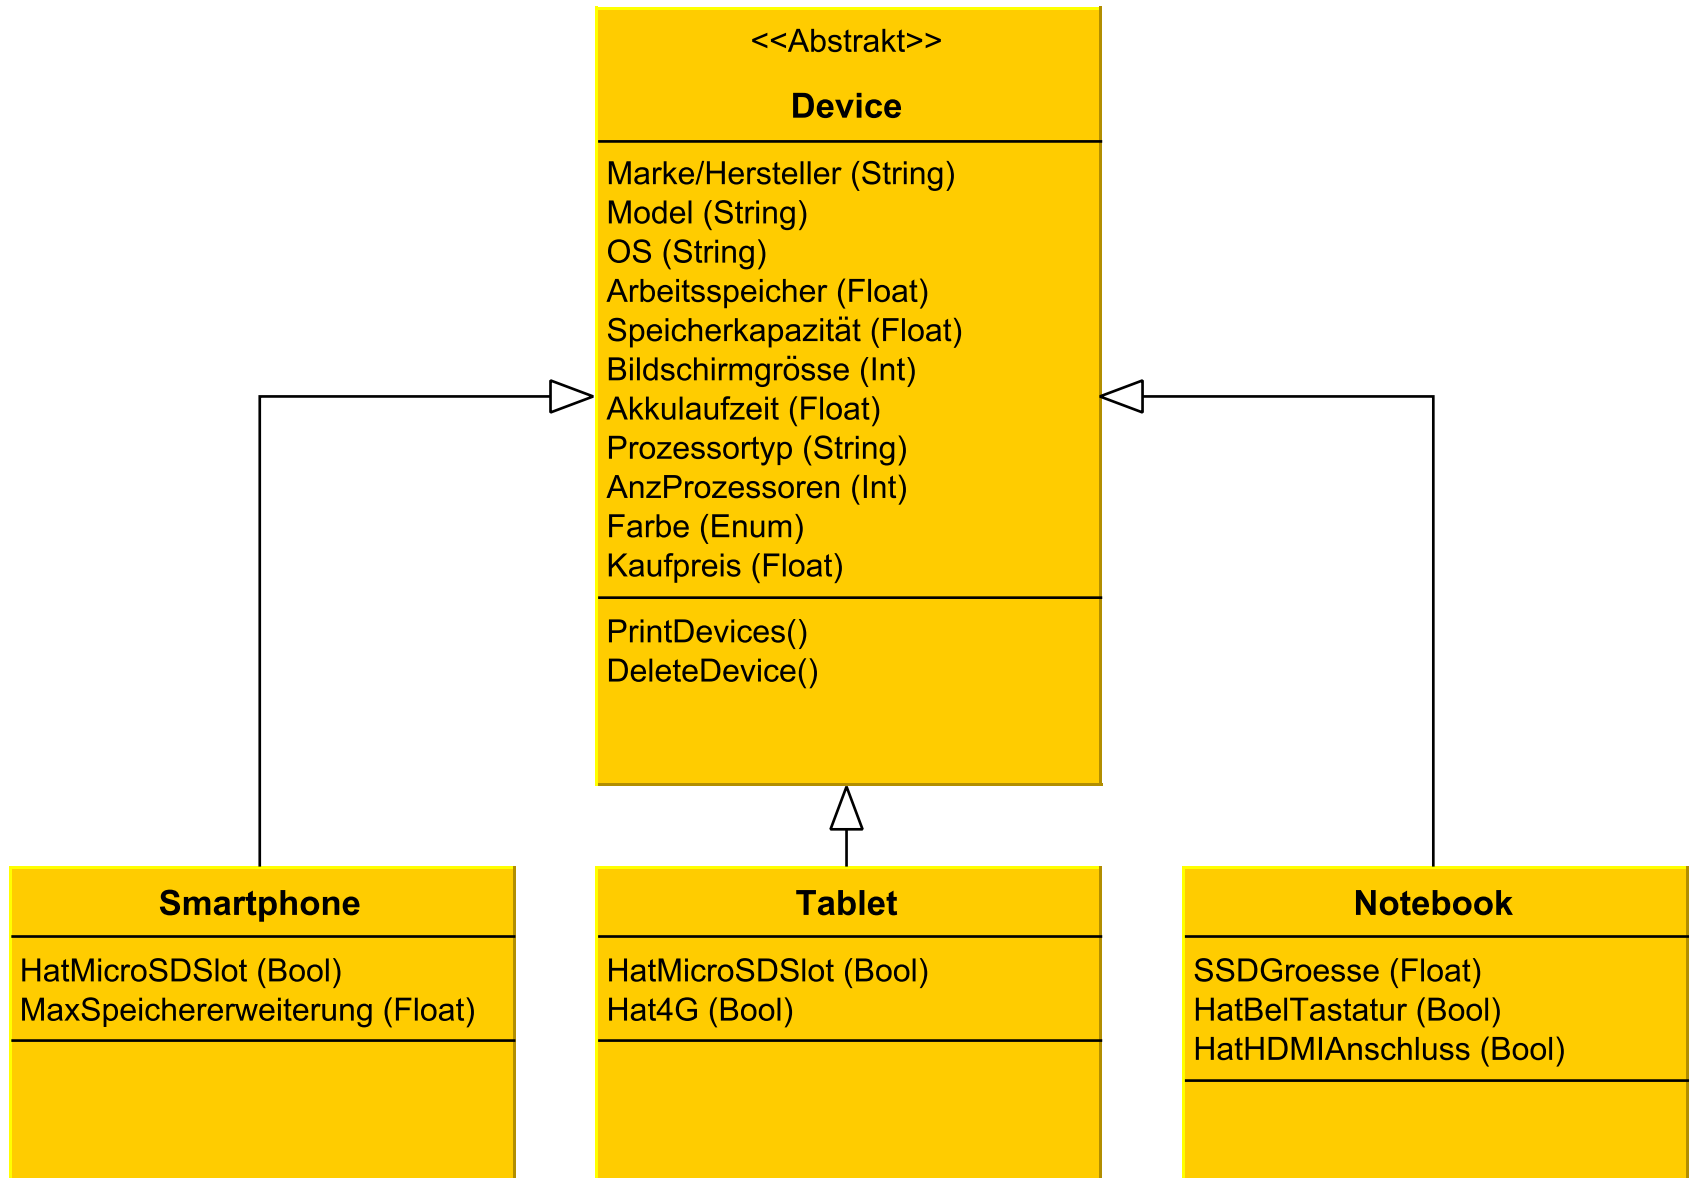 <<Abstrakt>>
Device
Marke/Hersteller (String)
Model (String)
OS (String)
Arbeitsspeicher (Float)
Speicherkapazität (Float)
Bildschirmgrösse (Int)
Akkulaufzeit (Float)
Prozessortyp (String)
AnzProzessoren (Int)
Farbe (Enum)
Kaufpreis (Float)
PrintDevices()
DeleteDevice()
Smartphone
HatMicroSDSlot (Bool)
MaxSpeichererweiterung (Float)
Tablet
HatMicroSDSlot (Bool)
Hat4G (Bool)
Notebook
SSDGroesse (Float)
HatBelTastatur (Bool)
HatHDMIAnschluss (Bool)